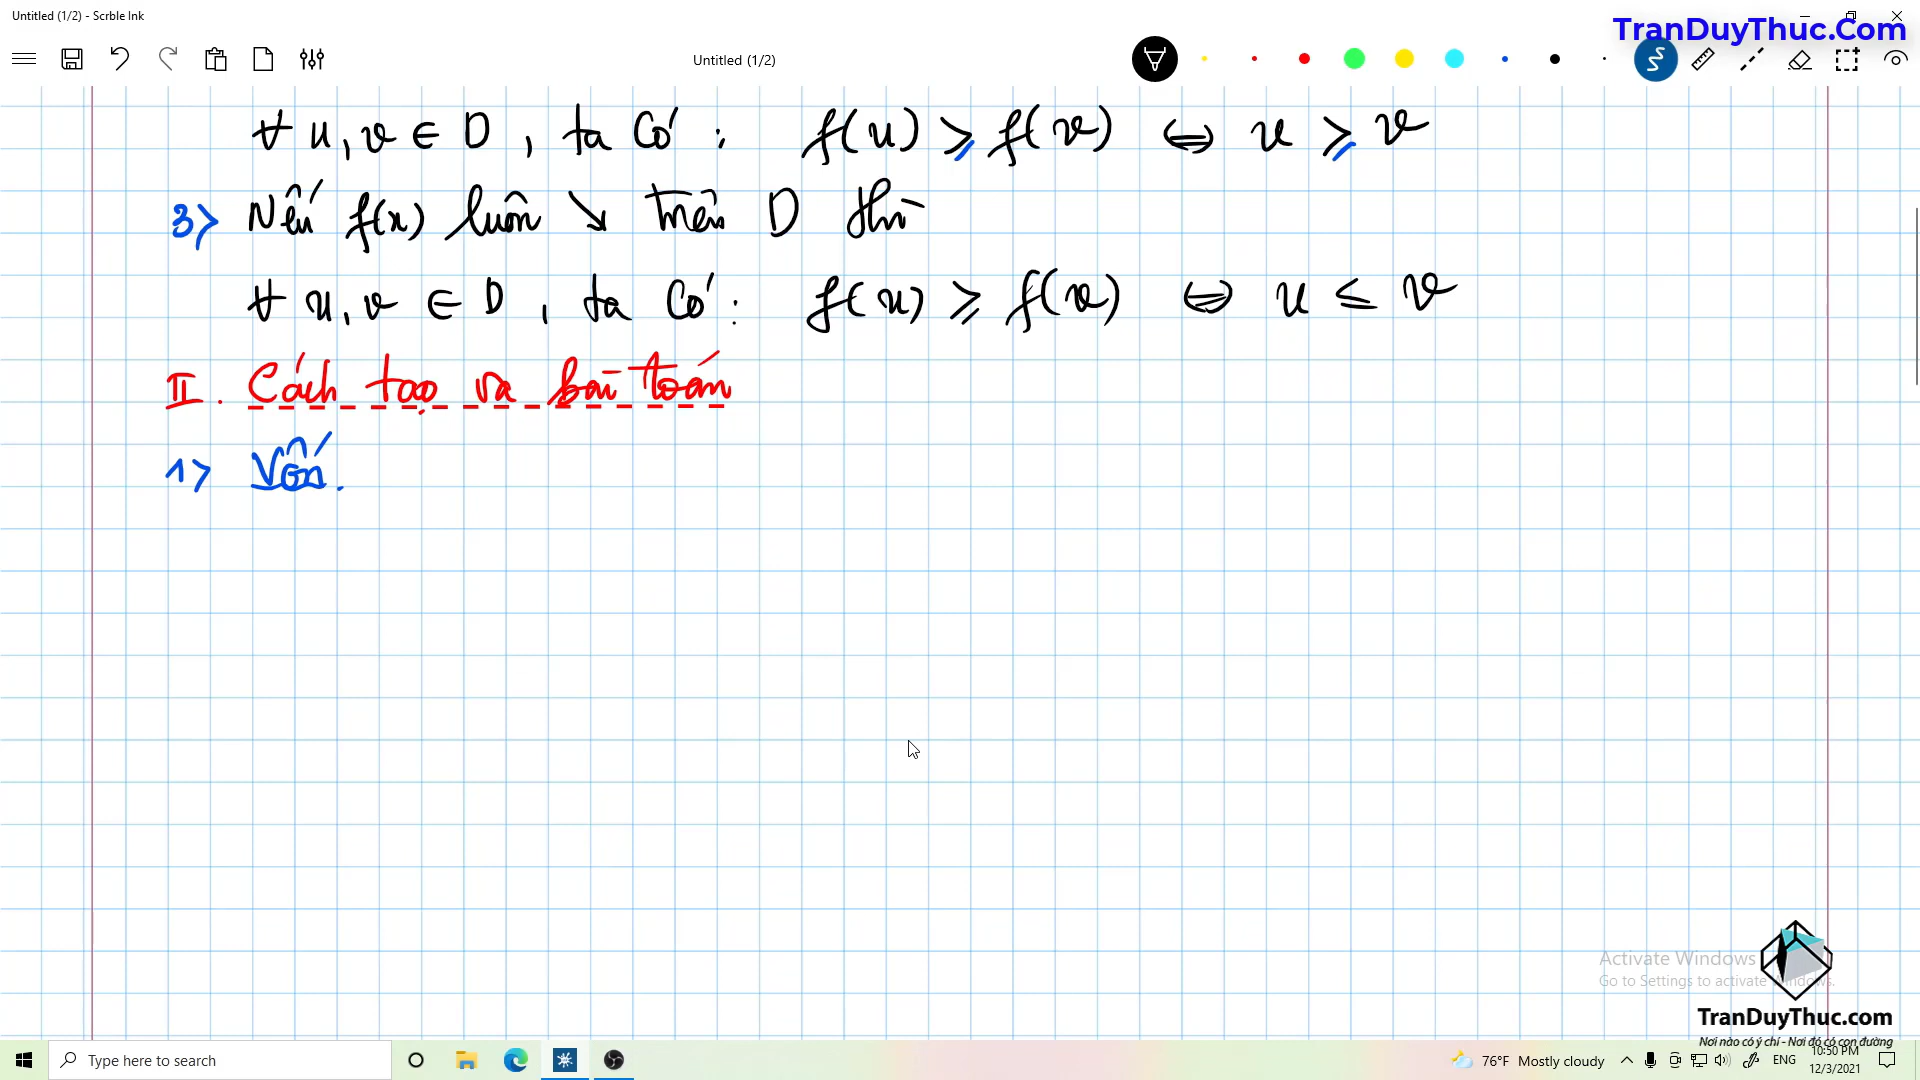 Untitled (1/2) - Scrble Ink
TranDuyThuc.Com
Untitled (1/2)
∀ u, v ∈ D , ta có : f(u) ⩾ f(v) ⇔ u ⩾ v
3> Nếu f(x) luôn ↘ trên D thì
∀ u, v ∈ D , ta có : f(u) ⩾ f(v) ⇔ u ≤ v
II. Cách tạo ra bài toán
1> Vốn.
Activate Windows
Go to Settings to activate Windows.
TranDuyThuc.com
Nơi nào có ý chí - Nơi đó có con đường
Type here to search
76°F Mostly cloudy
ENG
10:50 PM
12/3/2021